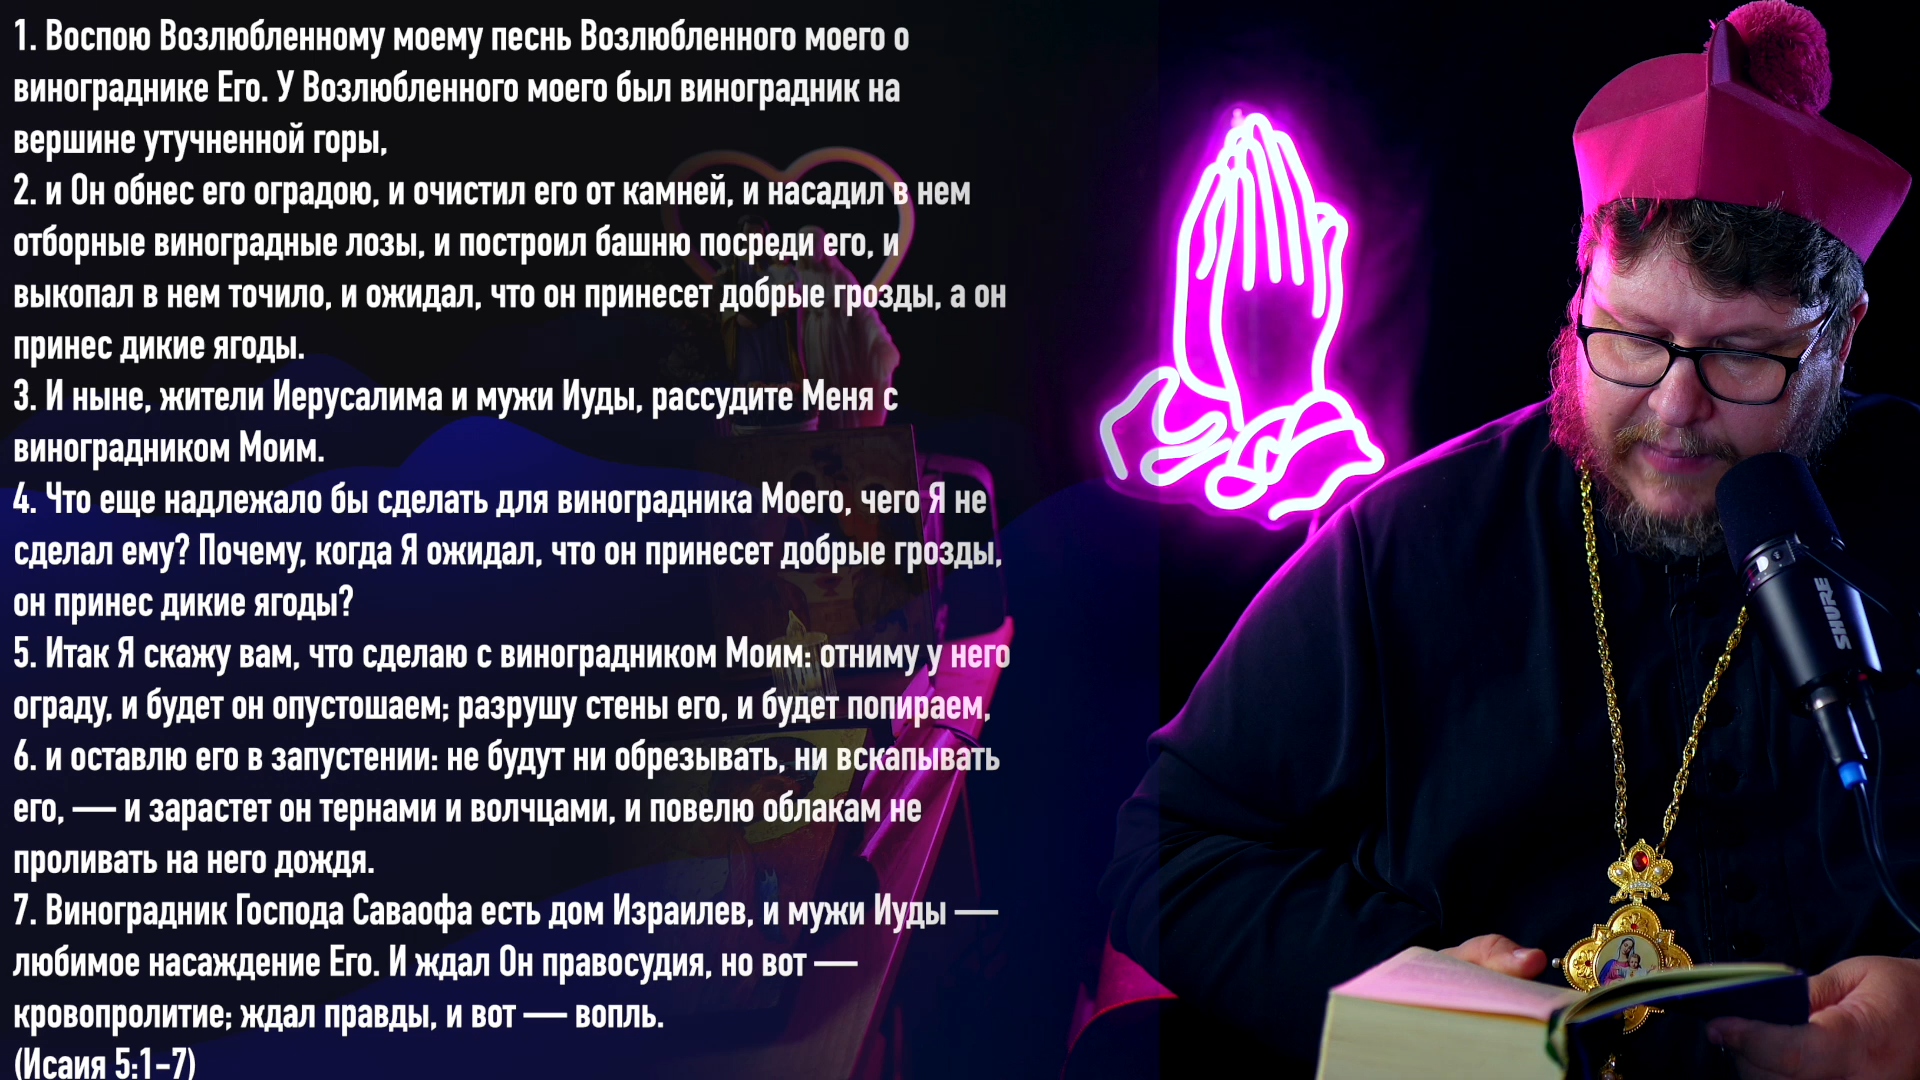 1. Воспою Возлюбленному моему песнь Возлюбленного моего о
винограднике Его. У Возлюбленного моего был виноградник на
вершине утучненной горы,
2. и Он обнес его оградою, и очистил его от камней, и насадил в нем
отборные виноградные лозы, и построил башню посреди его, и
выкопал в нем точило, и ожидал, что он принесет добрые грозды, а он
принес дикие ягоды.
3. И ныне, жители Иерусалима и мужи Иуды, рассудите Меня с
виноградником Моим.
4. Что еще надлежало бы сделать для виноградника Моего, чего Я не
сделал ему? Почему, когда Я ожидал, что он принесет добрые грозды,
он принес дикие ягоды?
5. Итак Я скажу вам, что сделаю с виноградником Моим: отниму у него
ограду, и будет он опустошаем; разрушу стены его, и будет попираем,
6. и оставлю его в запустении: не будут ни обрезывать, ни вскапывать
его, — и зарастет он тернами и волчцами, и повелю облакам не
проливать на него дождя.
7. Виноградник Господа Саваофа есть дом Израилев, и мужи Иуды —
любимое насаждение Его. И ждал Он правосудия, но вот —
кровопролитие; ждал правды, и вот — вопль.
(Исаия 5:1-7)
SHURE